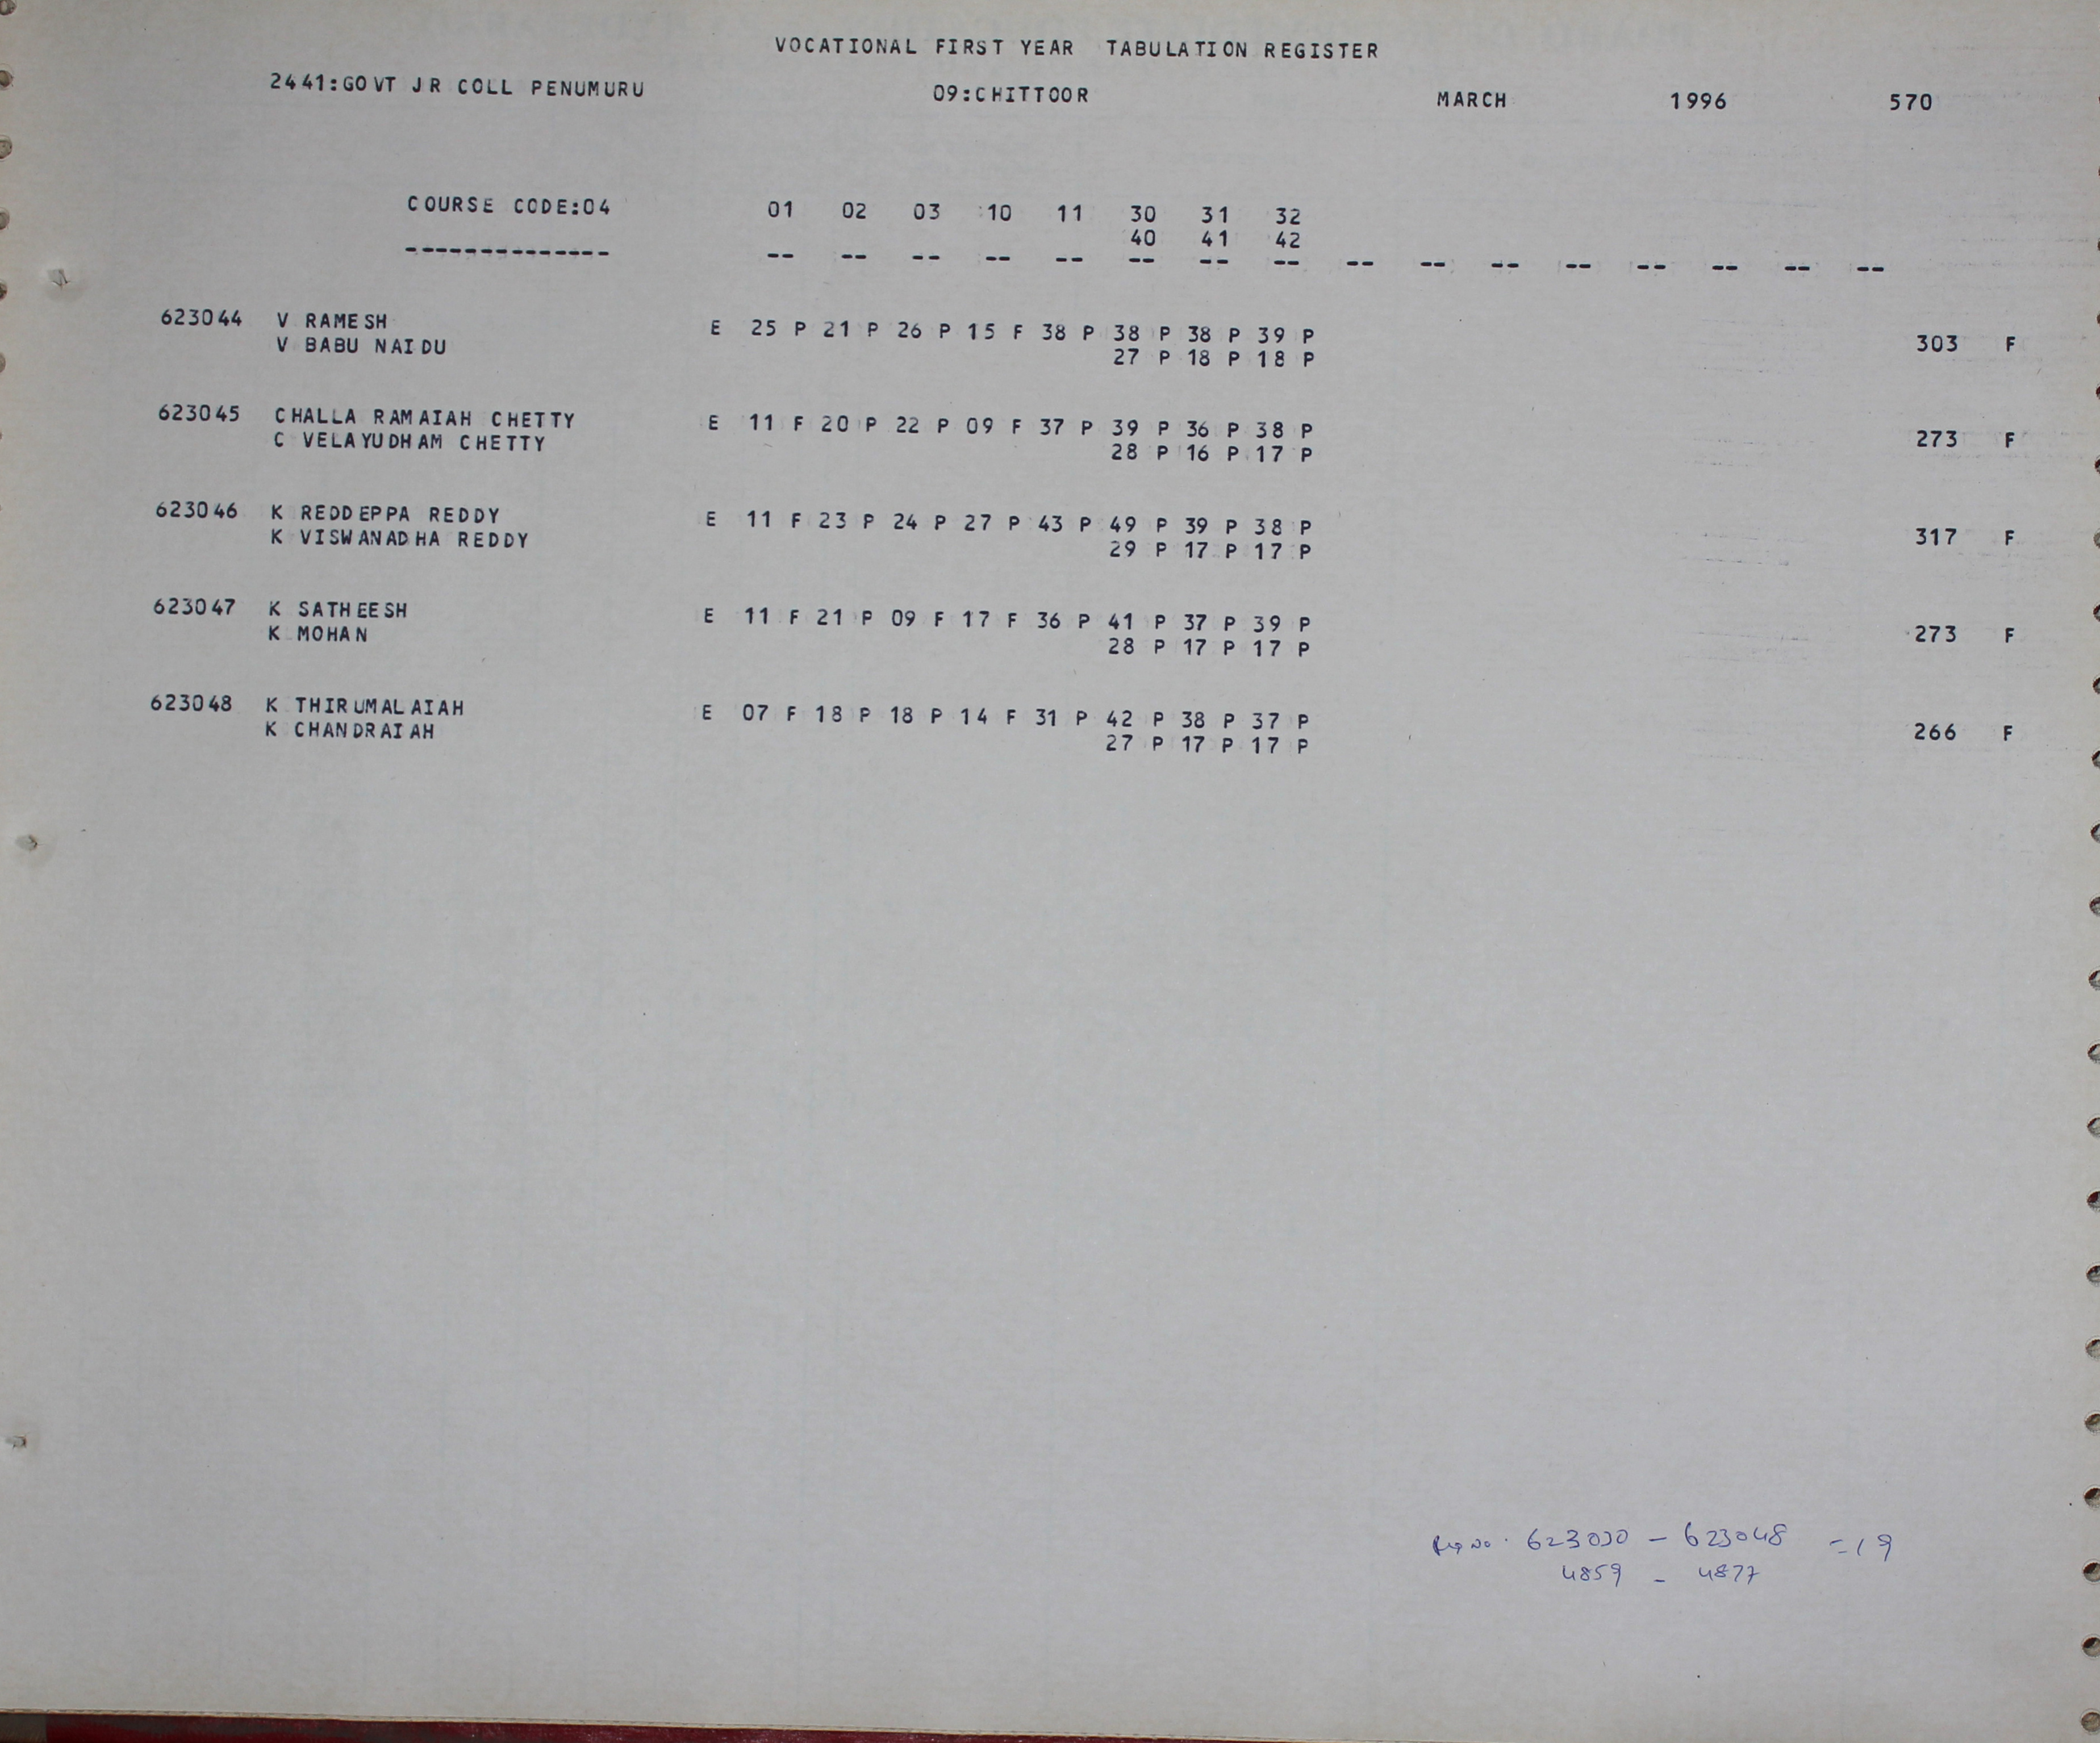 VOCATIONAL FIRST YEAR TABULATION REGISTER
2441:GOVT JR COLL PENUMURU 09:CHITTOOR MARCH 1996 570
COURSE CODE:04 01 02 03 10 11 30 31 32
40 41 42
-------------- -- -- -- -- -- -- -- -- -- -- -- -- -- -- -- --
623044 V RAMESH E 25 P 21 P 26 P 15 F 38 P 38 P 38 P 39 P
V BABU NAIDU 27 P 18 P 18 P 303 F
623045 CHALLA RAMAIAH CHETTY E 11 F 20 P 22 P 09 F 37 P 39 P 36 P 38 P
C VELAYUDHAM CHETTY 28 P 16 P 17 P 273 F
623046 K REDDEPPA REDDY E 11 F 23 P 24 P 27 P 43 P 49 P 39 P 38 P
K VISWANADHA REDDY 29 P 17 P 17 P 317 F
623047 K SATHEESH E 11 F 21 P 09 F 17 F 36 P 41 P 37 P 39 P
K MOHAN 28 P 17 P 17 P 273 F
623048 K THIRUMALAIAH E 07 F 18 P 18 P 14 F 31 P 42 P 38 P 37 P
K CHANDRAIAH 27 P 17 P 17 P 266 F
623030 - 623048 = 19
4859 - 4877